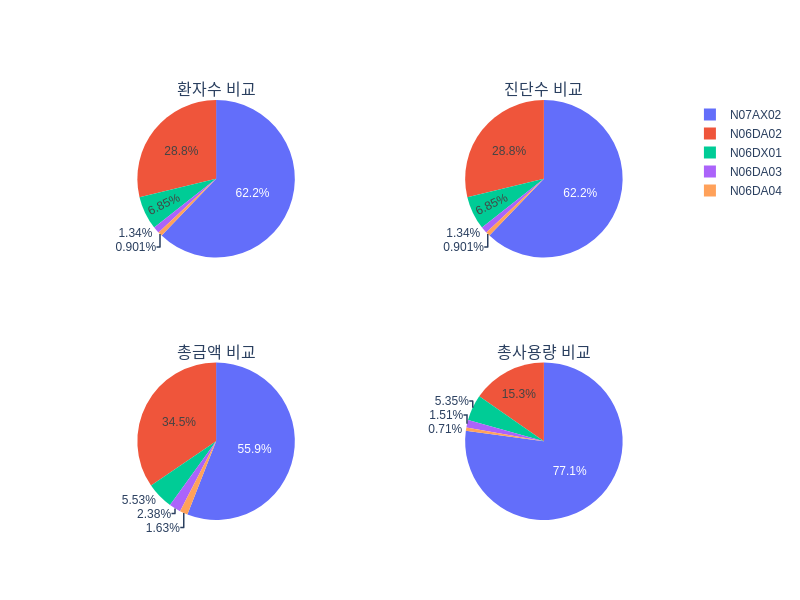 환자수 비교
28.8%
62.2%
6.85%
1.34%
0.901%
진단수 비교
28.8%
62.2%
6.85%
1.34%
0.901%
N07AX02
N06DA02
N06DX01
N06DA03
N06DA04
총금액 비교
34.5%
55.9%
5.53%
2.38%
1.63%
총사용량 비교
15.3%
5.35%
1.51%
0.71%
77.1%